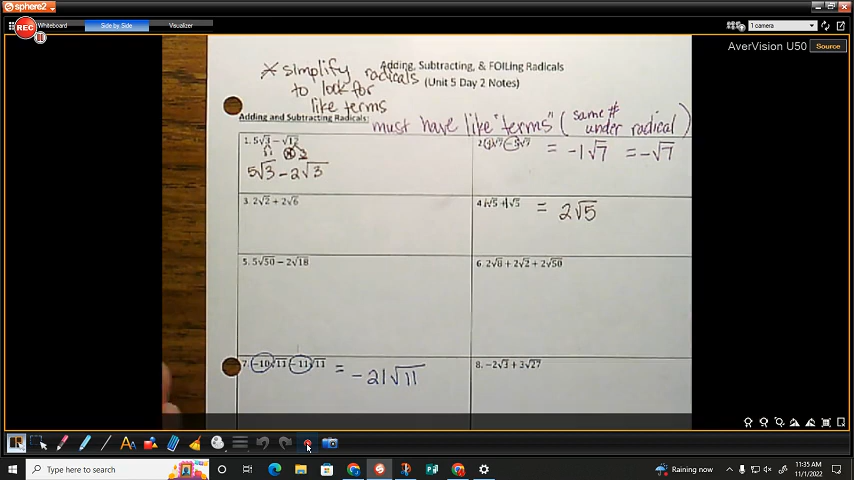 sphere2
REC
Whiteboard
Side by Side
Visualizer
1 camera
AverVision U50
Source
Adding, Subtracting, & FOILing Radicals
(Unit 5 Day 2 Notes)
* simplify radicals
to look for
like terms
Adding and Subtracting Radicals:
must have like "terms" (same # under radical)
1. 5√3 − √12
5√3 − 2√3
2. 4√7 − 5√7 = −1√7 = −√7
3. 2√2 + 2√6
4. 1√5 + 1√5 = 2√5
5. 5√50 − 2√18
6. 2√8 + 2√2 + 2√50
7. −10√11 − 11√11 = −21√11
8. −2√3 + 3√27
Type here to search
Raining now
11:35 AM
11/1/2022